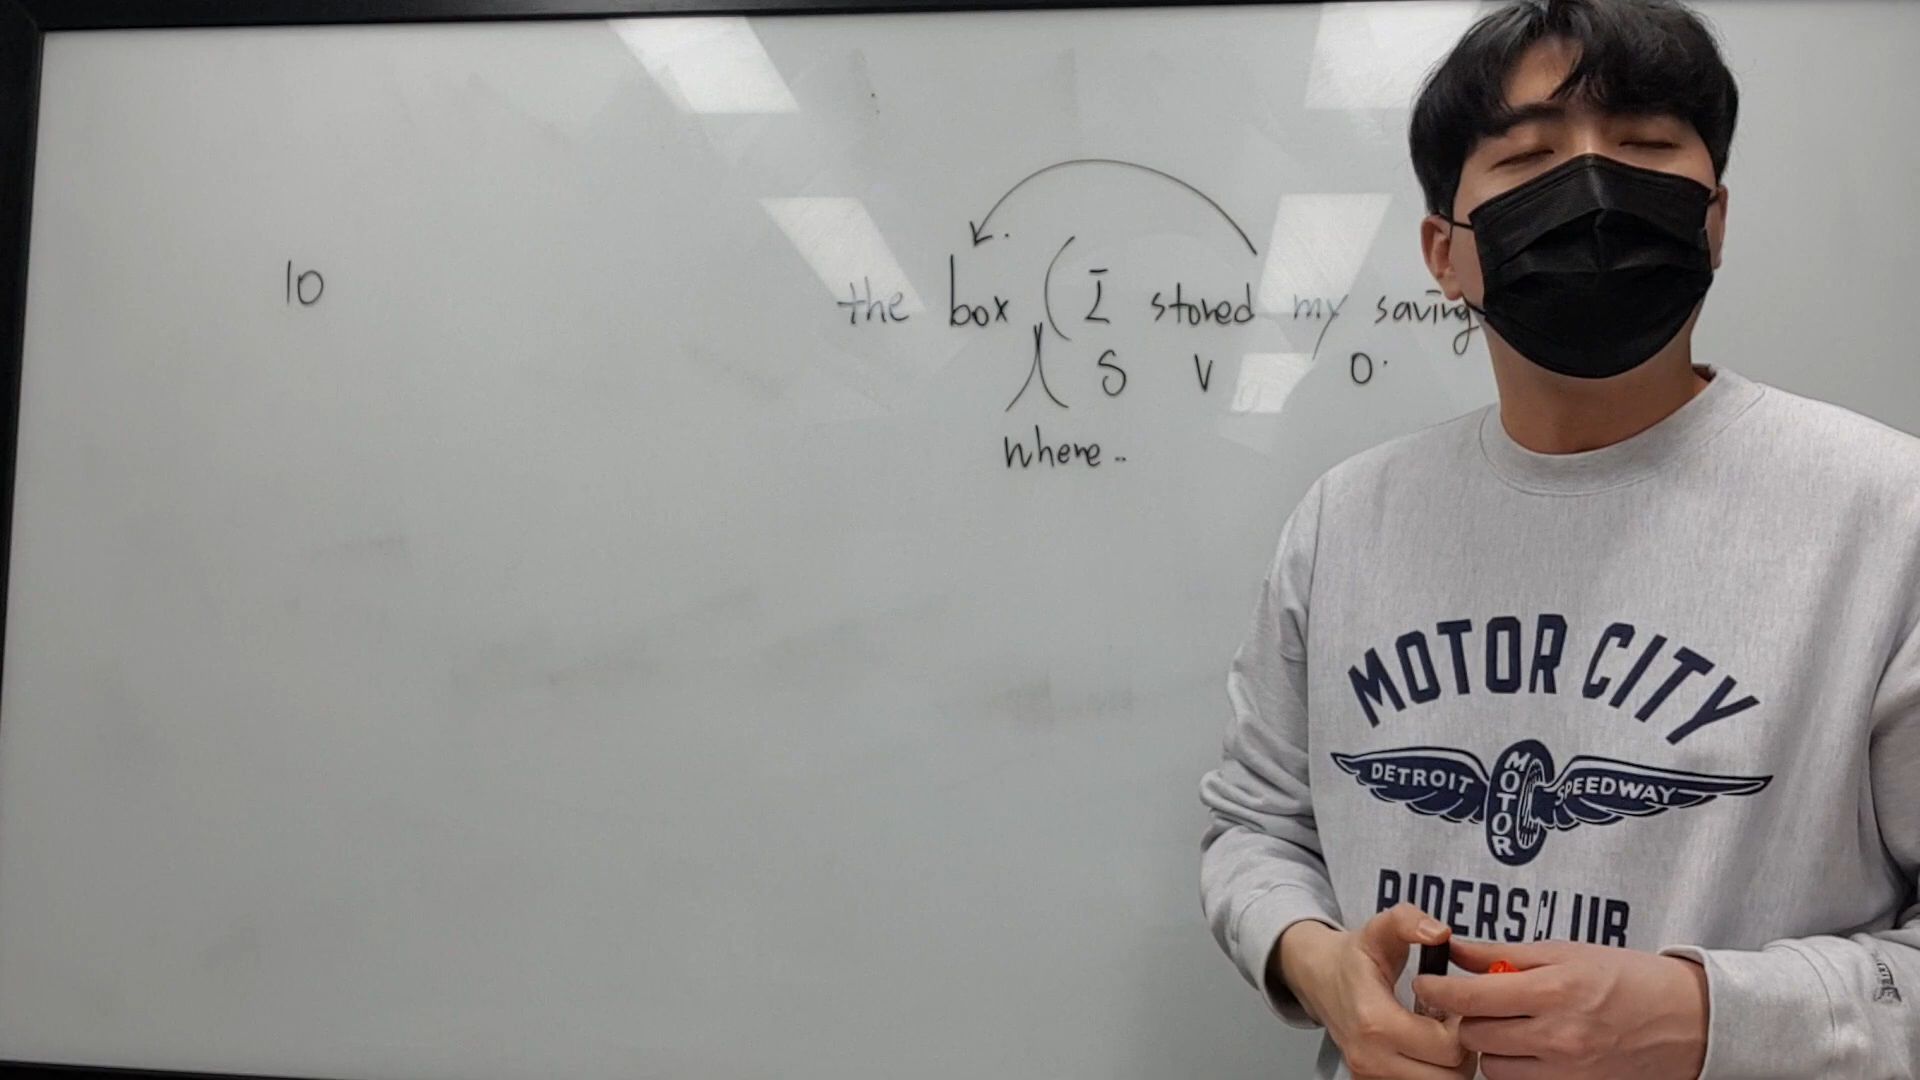 10
the box ( I stored my saving
S V O.
where..
MOTOR CITY
DETROIT MOTOR SPEEDWAY
RIDERS CLUB